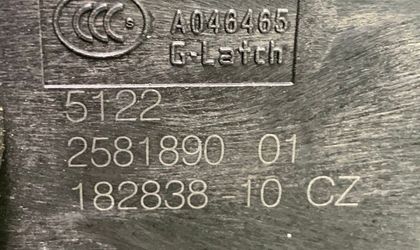 CCC S A046465
G-Latch
5122
2581890 01
182838-10 CZ